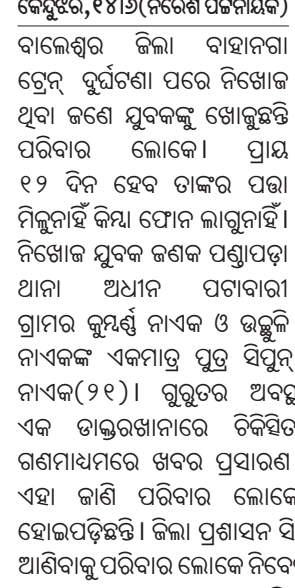 କେନ୍ଦୁଝର,୧୪।୬(ନରେଶ ପଟ୍ଟନାୟକ)
ବାଲେଶ୍ୱର ଜିଲା ବାହାନଗା
ଟ୍ରେନ୍ ଦୁର୍ଘଟଣା ପରେ ନିଖୋଜ
ଥିବା ଜଣେ ଯୁବକଙ୍କୁ ଖୋଜୁଛନ୍ତି
ପରିବାର ଲୋକେ। ପ୍ରାୟ
୧୨ ଦିନ ହେବ ତାଙ୍କର ପତ୍ତା
ମିଳୁନାହିଁ କିମ୍ବା ଫୋନ ଲାଗୁନାହିଁ।
ନିଖୋଜ ଯୁବକ ଜଣକ ପଣ୍ଡାପଡ଼ା
ଥାନା ଅଧୀନ ପଟାବାରୀ
ଗ୍ରାମର କୁମ୍ଭର୍ଣ୍ଣ ନାଏକ ଓ ଉଚ୍ଛୁଳି
ନାଏକଙ୍କ ଏକମାତ୍ର ପୁତ୍ର ସିପୁନ୍
ନାଏକ(୨୧)। ଗୁରୁତର ଅବସ୍ଥ
ଏକ ଡାକ୍ତରଖାନାରେ ଚିକିତ୍ସିତ
ଗଣମାଧ୍ୟମରେ ଖବର ପ୍ରସାରଣ
ଏହା ଜାଣି ପରିବାର ଲୋକେ
ହୋଇପଡ଼ିଛନ୍ତି। ଜିଲା ପ୍ରଶାସନ ସି
ଆଣିବାକୁ ପରିବାର ଲୋକେ ନିବେ